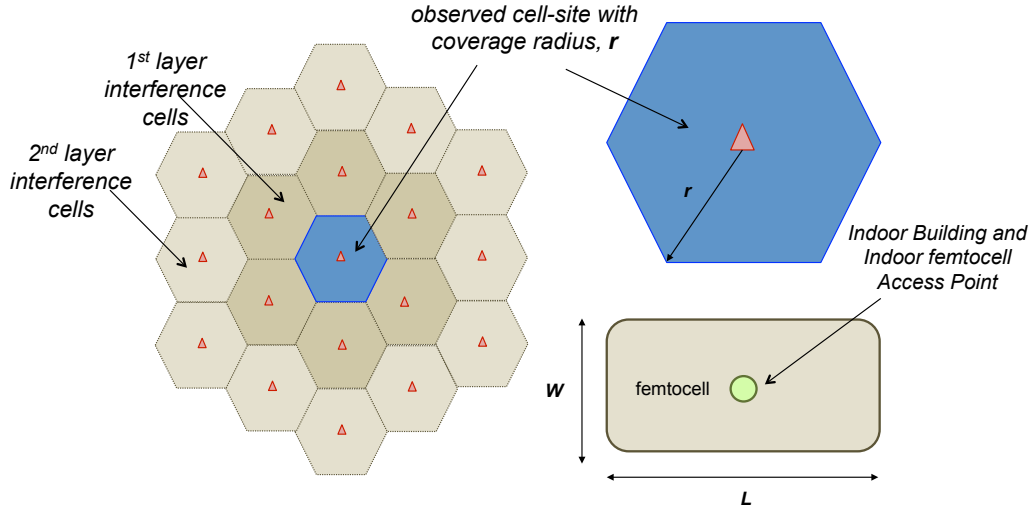 observed cell-site with
coverage radius, r
1st layer
interference
cells
2nd layer
interference
cells
r
Indoor Building and
Indoor femtocell
Access Point
W
femtocell
L